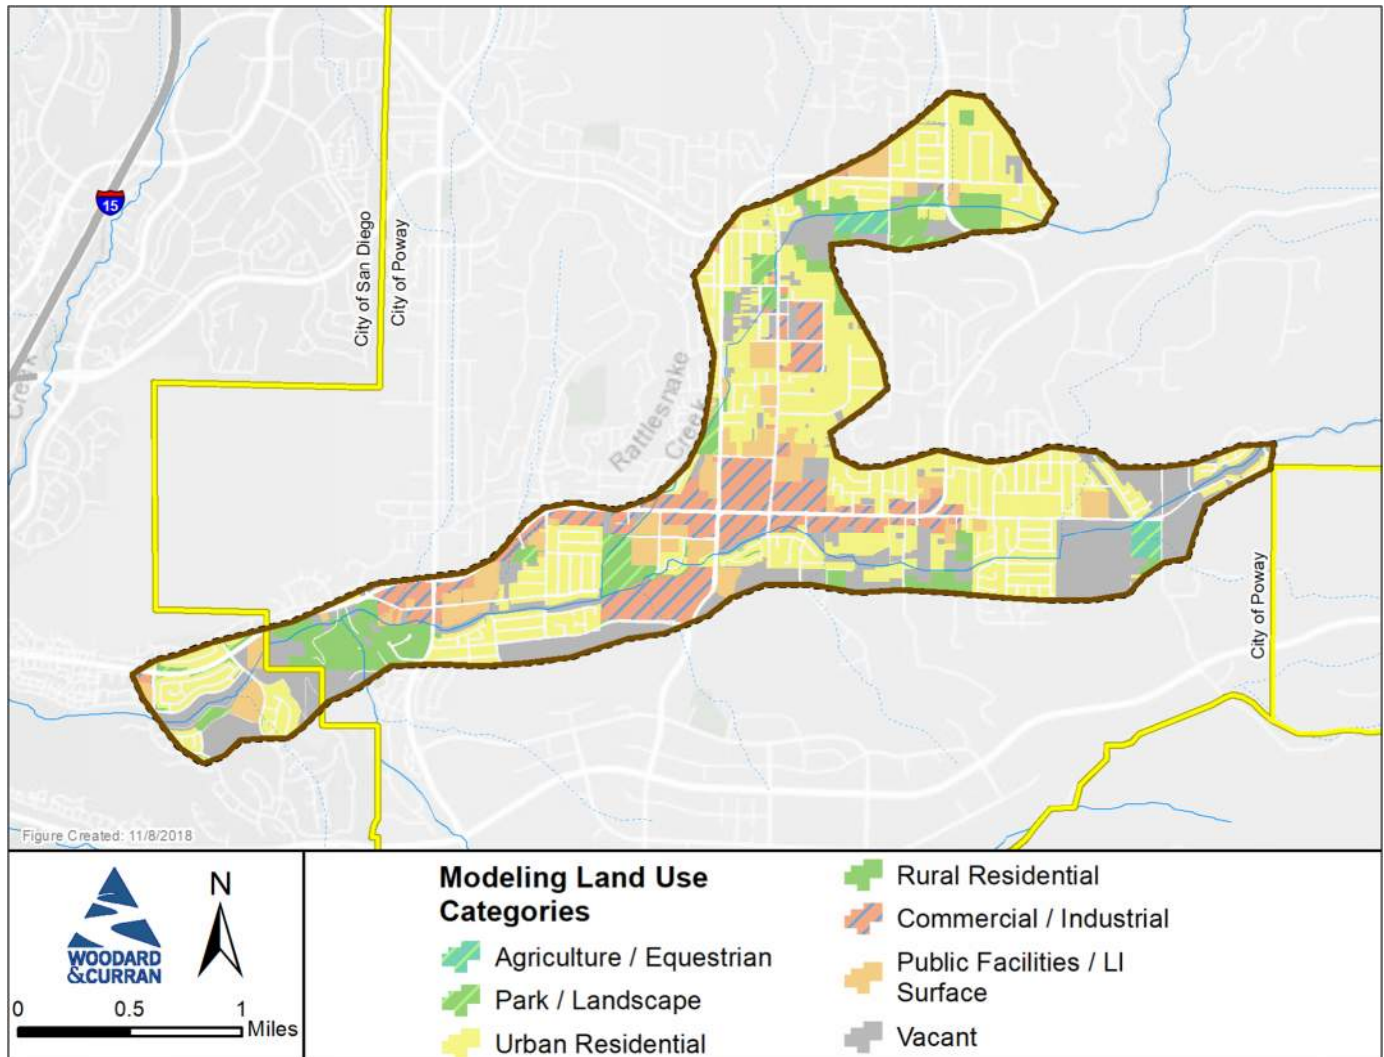 15
City of San Diego
City of Poway
Creek
Rattlesnake
Creek
City of Poway
Figure Created: 11/8/2018
WOODARD
&CURRAN
N
0 0.5 1
Miles
Modeling Land Use
Categories
Agriculture / Equestrian
Park / Landscape
Urban Residential
Rural Residential
Commercial / Industrial
Public Facilities / LI
Surface
Vacant